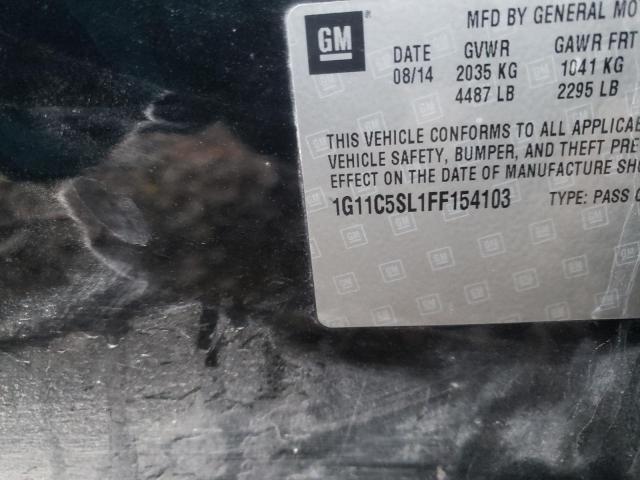 GM
MFD BY GENERAL MO
DATE GVWR GAWR FRT
08/14 2035 KG 1041 KG
4487 LB 2295 LB
THIS VEHICLE CONFORMS TO ALL APPLICAB
VEHICLE SAFETY, BUMPER, AND THEFT PRE
EFFECT ON THE DATE OF MANUFACTURE SHO
1G11C5SL1FF154103 TYPE: PASS C